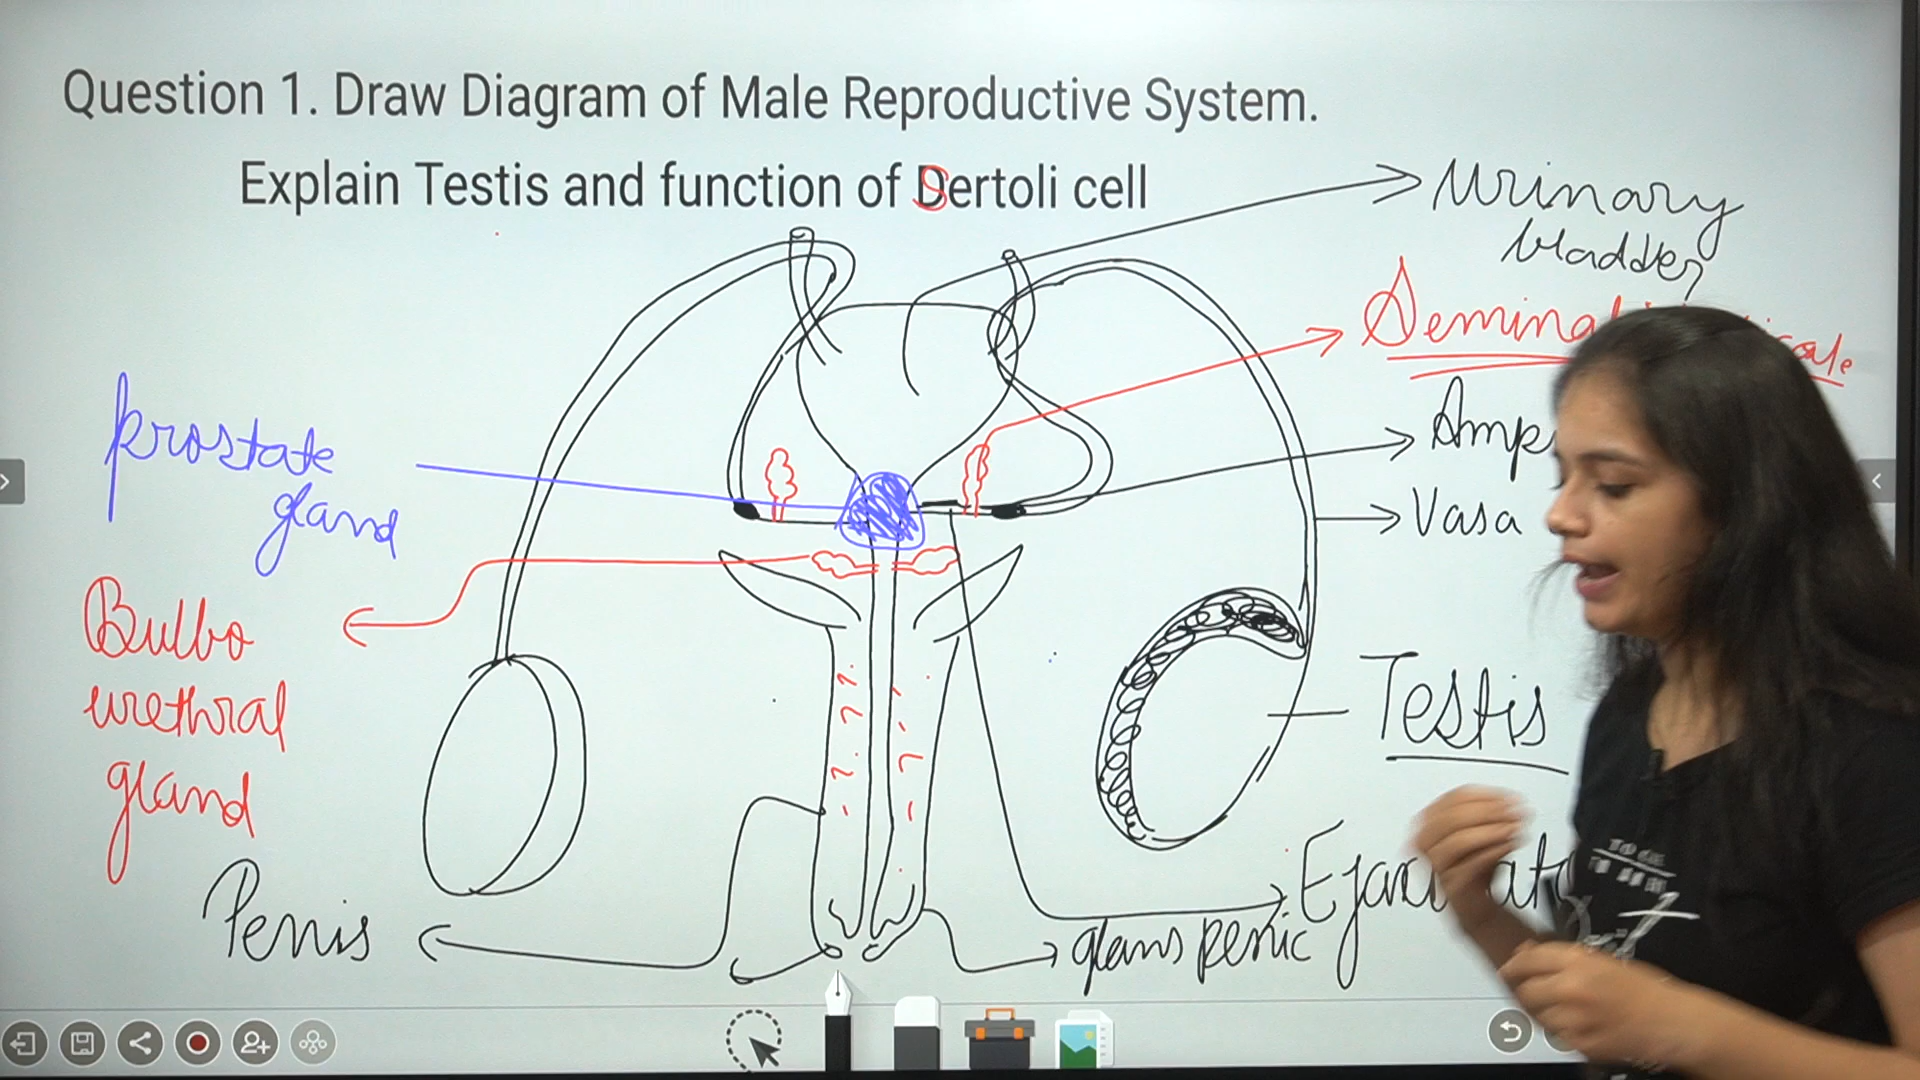 Question 1. Draw Diagram of Male Reproductive System.
Explain Testis and function of Sertoli cell
Urinary
bladder
prostate
gland
Vasa
Bulbo
urethral
gland
Testis
Penis
glans penic